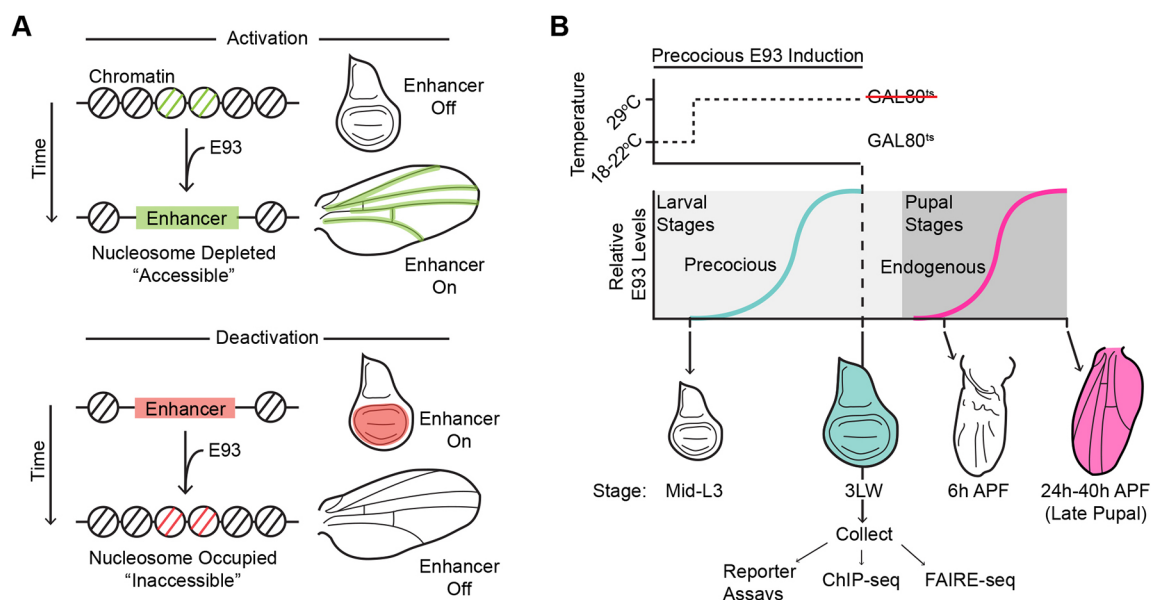 A
Activation
Chromatin
Enhancer
Off
Time
E93
Enhancer
Nucleosome Depleted
“Accessible”
Enhancer
On
Deactivation
Enhancer
Enhancer
On
Time
E93
Nucleosome Occupied
“Inaccessible”
Enhancer
Off
B
Precocious E93 Induction
Temperature
29ºC
GAL80ts
18-22ºC
GAL80ts
Relative
E93 Levels
Larval
Stages
Pupal
Stages
Precocious
Endogenous
Stage:
Mid-L3
3LW
6h APF
24h-40h APF
(Late Pupal)
Collect
Reporter
Assays
ChIP-seq
FAIRE-seq